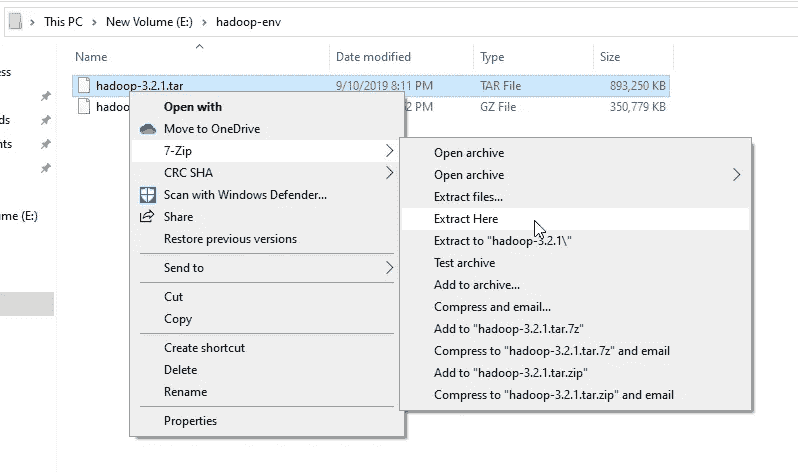 This PC > New Volume (E:) > hadoop-env
Name Date modified Type Size
ess
hadoop-3.2.1.tar 9/10/2019 8:11 PM TAR File 893,250 KB
hadoo 2 PM GZ File 350,779 KB
ds
nts
ume (E:)
Open with
Move to OneDrive
7-Zip
CRC SHA
Scan with Windows Defender...
Share
Restore previous versions
Send to
Cut
Copy
Create shortcut
Delete
Rename
Properties
Open archive
Open archive
Extract files...
Extract Here
Extract to "hadoop-3.2.1\"
Test archive
Add to archive...
Compress and email...
Add to "hadoop-3.2.1.tar.7z"
Compress to "hadoop-3.2.1.tar.7z" and email
Add to "hadoop-3.2.1.tar.zip"
Compress to "hadoop-3.2.1.tar.zip" and email